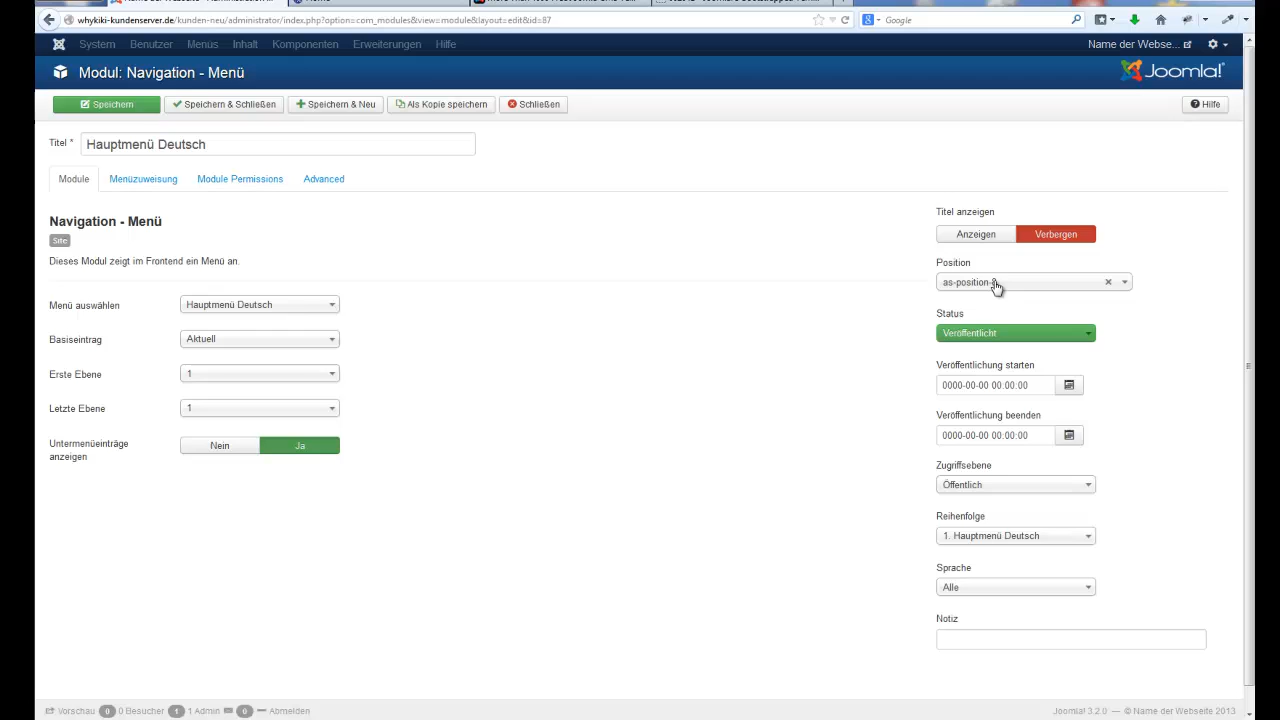 whykiki-kundenserver.de/kunden-neu/administrator/index.php?option=com_modules&view=module&layout=edit&id=87
Google
System Benutzer Menüs Inhalt Komponenten Erweiterungen Hilfe
Name der Webse...
Modul: Navigation - Menü
Joomla!
Speichern
Speichern & Schließen
Speichern & Neu
Als Kopie speichern
Schließen
Hilfe
Titel *
Hauptmenü Deutsch
Module
Menüzuweisung
Module Permissions
Advanced
Navigation - Menü
Site
Dieses Modul zeigt im Frontend ein Menü an.
Menü auswählen
Hauptmenü Deutsch
Basiseintrag
Aktuell
Erste Ebene
1
Letzte Ebene
1
Untermenüeinträge
anzeigen
Nein
Ja
Titel anzeigen
Anzeigen
Verbergen
Position
Status
Veröffentlicht
Veröffentlichung starten
0000-00-00 00:00:00
Veröffentlichung beenden
0000-00-00 00:00:00
Zugriffsebene
Öffentlich
Reihenfolge
1. Hauptmenü Deutsch
Sprache
Alle
Notiz
Vorschau 0 0 Besucher 1 1 Admin 0 Abmelden
Joomla! 3.2.0 — © Name der Webseite 2013